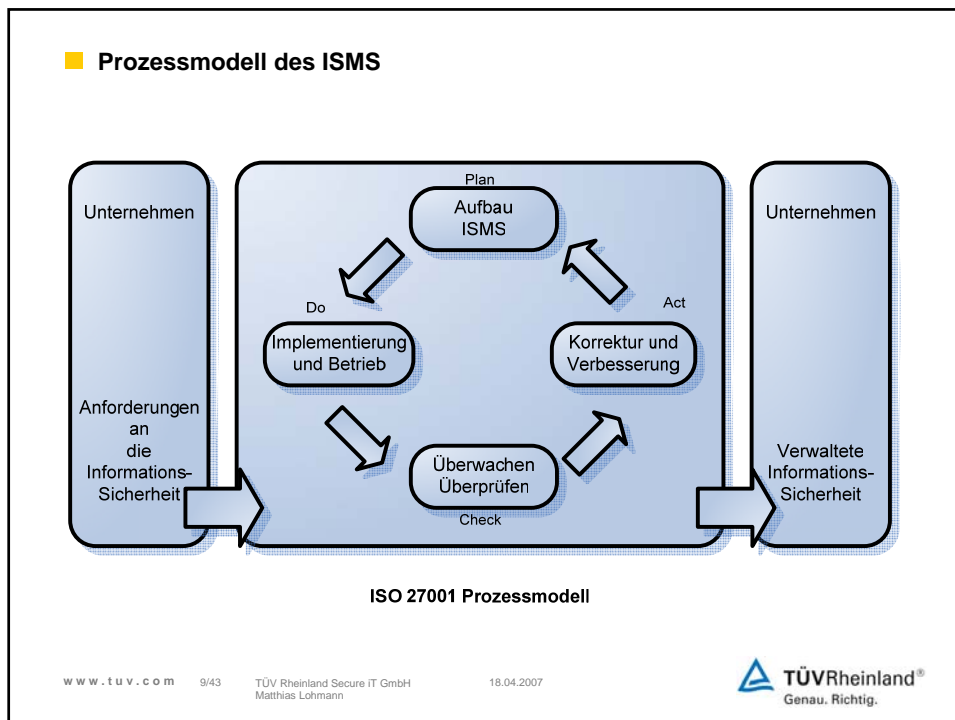 Prozessmodell des ISMS
Unternehmen
Anforderungen
an
die
Informations-
Sicherheit
Plan
Aufbau
ISMS
Do
Implementierung
und Betrieb
Act
Korrektur und
Verbesserung
Überwachen
Überprüfen
Check
Unternehmen
Verwaltete
Informations-
Sicherheit
ISO 27001 Prozessmodell
www.tuv.com 9/43 TÜV Rheinland Secure iT GmbH 18.04.2007
Matthias Lohmann
TÜVRheinland®
Genau. Richtig.